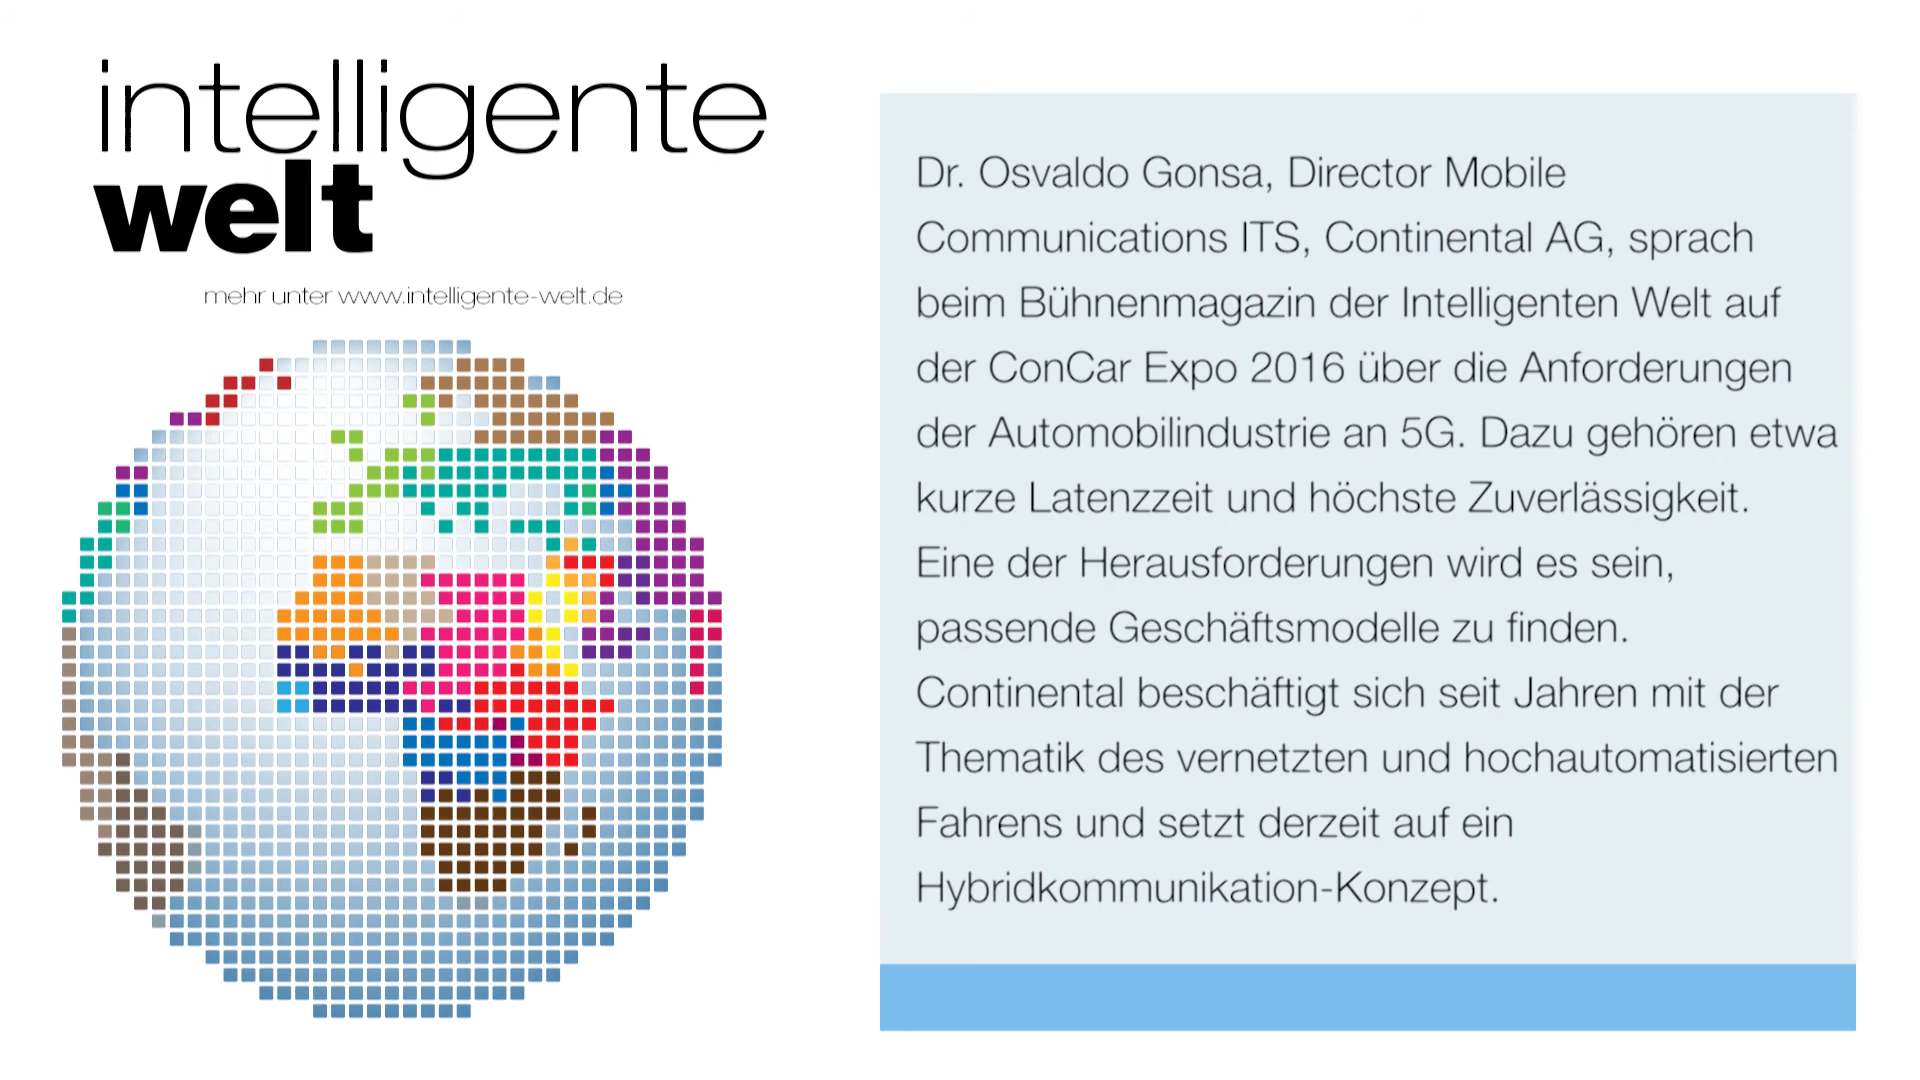 intelligente
welt
mehr unter www.intelligente-welt.de
Dr. Osvaldo Gonsa, Director Mobile
Communications ITS, Continental AG, sprach
beim Bühnenmagazin der Intelligenten Welt auf
der ConCar Expo 2016 über die Anforderungen
der Automobilindustrie an 5G. Dazu gehören etwa
kurze Latenzzeit und höchste Zuverlässigkeit.
Eine der Herausforderungen wird es sein,
passende Geschäftsmodelle zu finden.
Continental beschäftigt sich seit Jahren mit der
Thematik des vernetzten und hochautomatisierten
Fahrens und setzt derzeit auf ein
Hybridkommunikation-Konzept.